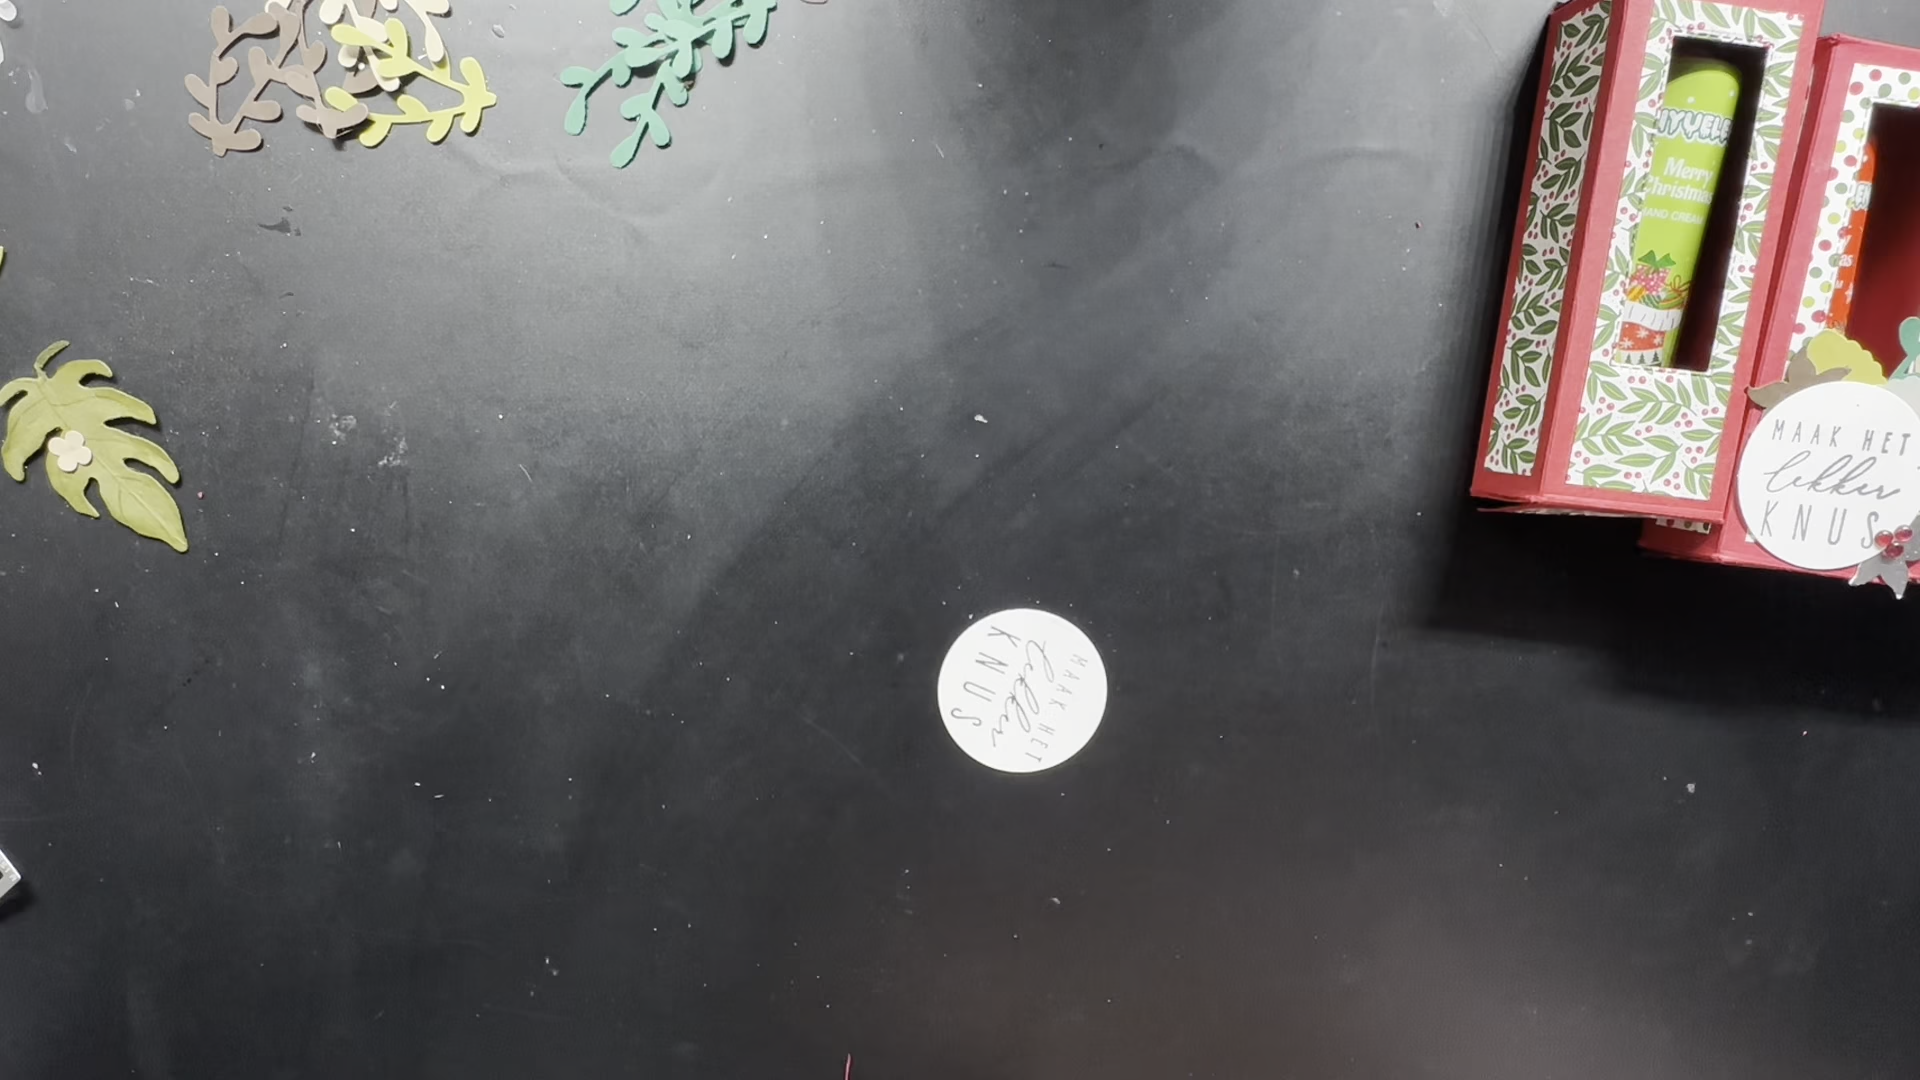 Merry
Christmas
HAND CREAM
MAAK HET
lekker
KNUS
MAAK HET
lekker
KNUS